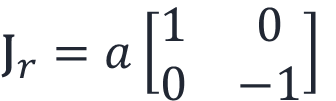 J_r = a [1 0
0 -1]